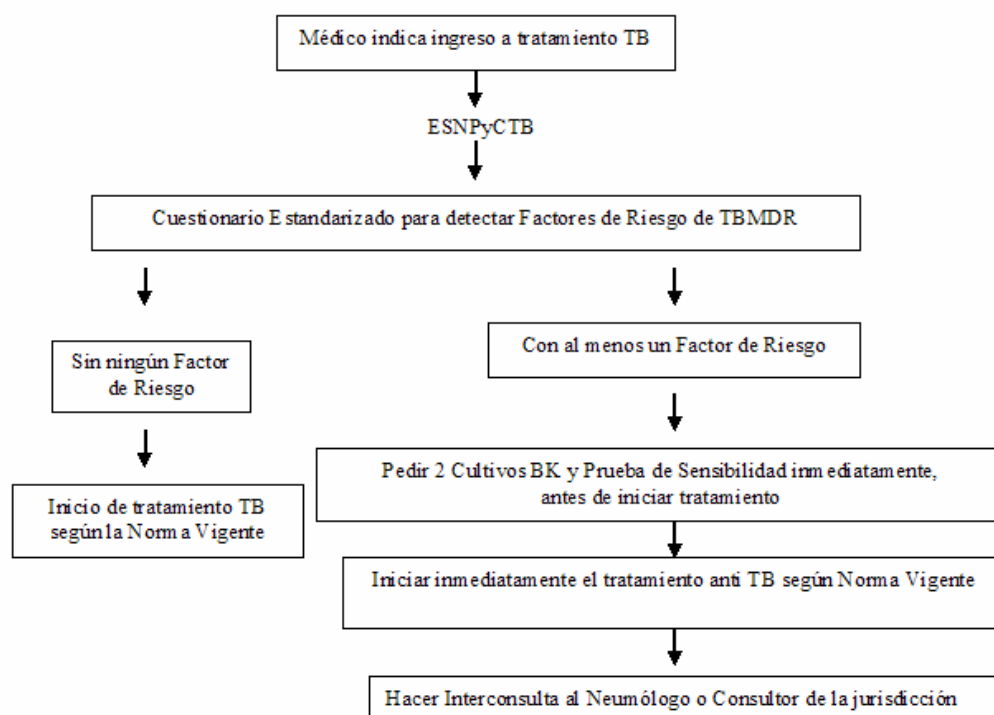 Médico indica ingreso a tratamiento TB
ESNPyCTB
Cuestionario Estandarizado para detectar Factores de Riesgo de TBMDR
Sin ningún Factor
de Riesgo
Inicio de tratamiento TB
según la Norma Vigente
Con al menos un Factor de Riesgo
Pedir 2 Cultivos BK y Prueba de Sensibilidad inmediatamente,
antes de iniciar tratamiento
Iniciar inmediatamente el tratamiento anti TB según Norma Vigente
Hacer Interconsulta al Neumólogo o Consultor de la jurisdicción